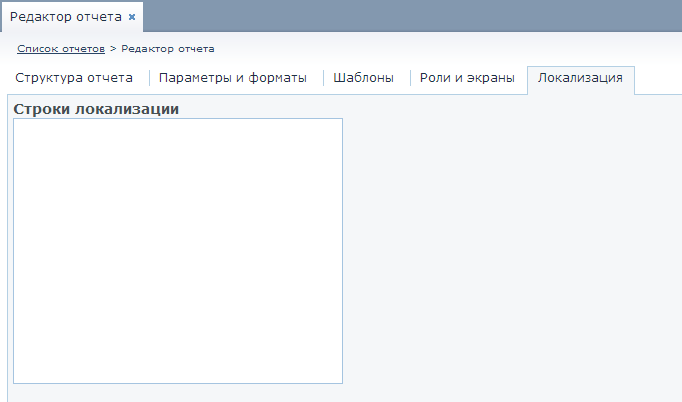 Редактор отчета ×
Список отчетов > Редактор отчета
Структура отчета Параметры и форматы Шаблоны Роли и экраны Локализация
Строки локализации